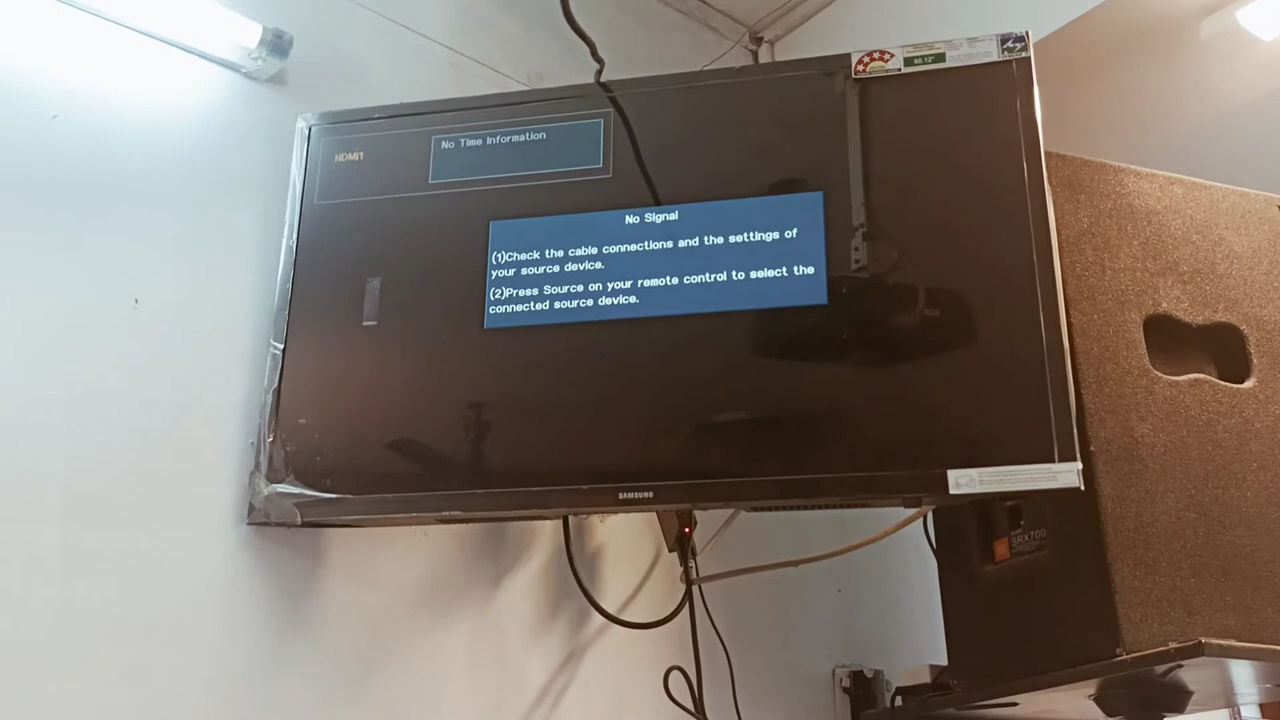 No Time Information
HDMI1
No Signal
(1)Check the cable connections and the settings of
your source device.
(2)Press Source on your remote control to select the
connected source device.
SAMSUNG
SRX700